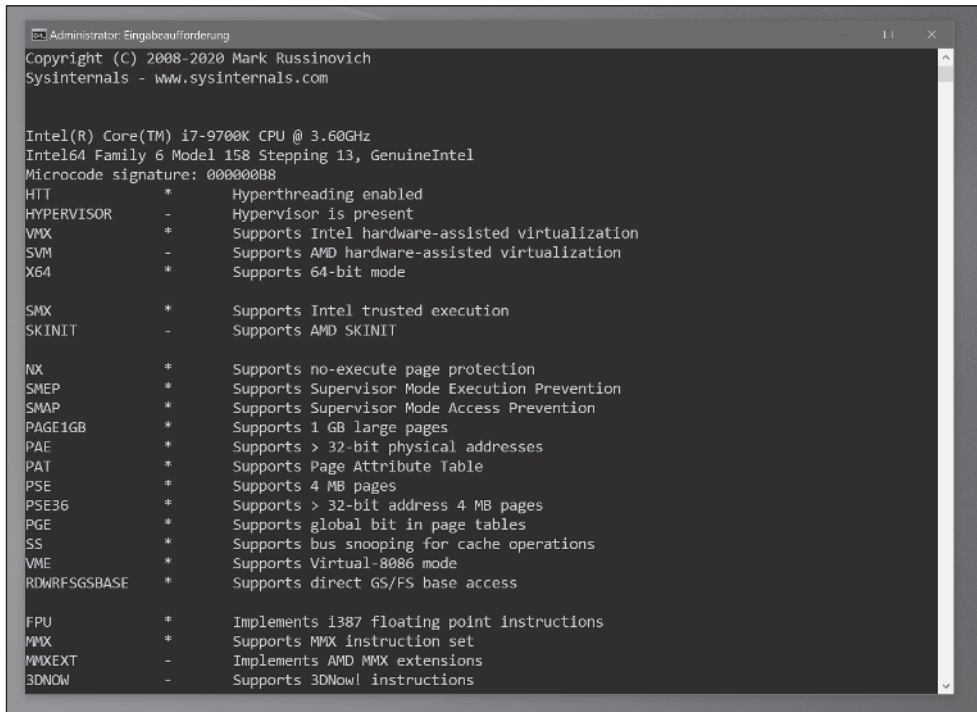 Administrator: Eingabeaufforderung
Copyright (C) 2008-2020 Mark Russinovich
Sysinternals - www.sysinternals.com
Intel(R) Core(TM) i7-9700K CPU @ 3.60GHz
Intel64 Family 6 Model 158 Stepping 13, GenuineIntel
Microcode signature: 000000B8
HTT * Hyperthreading enabled
HYPERVISOR - Hypervisor is present
VMX * Supports Intel hardware-assisted virtualization
SVM - Supports AMD hardware-assisted virtualization
X64 * Supports 64-bit mode
SMX * Supports Intel trusted execution
SKINIT - Supports AMD SKINIT
NX * Supports no-execute page protection
SMEP * Supports Supervisor Mode Execution Prevention
SMAP * Supports Supervisor Mode Access Prevention
PAGE1GB * Supports 1 GB large pages
PAE * Supports > 32-bit physical addresses
PAT * Supports Page Attribute Table
PSE * Supports 4 MB pages
PSE36 * Supports > 32-bit address 4 MB pages
PGE * Supports global bit in page tables
SS * Supports bus snooping for cache operations
VME * Supports Virtual-8086 mode
RDWRFSGSBASE * Supports direct GS/FS base access
FPU * Implements i387 floating point instructions
MMX * Supports MMX instruction set
MMXEXT - Implements AMD MMX extensions
3DNOW - Supports 3DNow! instructions